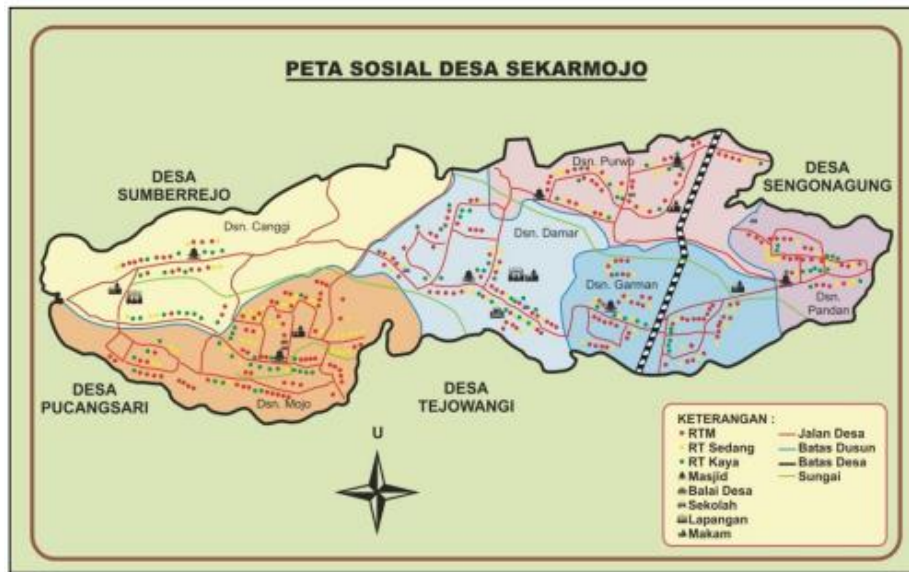 PETA SOSIAL DESA SEKARMOJO
DESA
SUMBERREJO
DESA
SENGONAGUNG
Dsn. Purwo
Dsn. Canggi
Dsn. Damar
Dsn. Garman
Dsn.
Pandan
DESA
PUCANGSARI
Dsn. Mojo
DESA
TEJOWANGI
U
KETERANGAN :
RTM
RT Sedang
RT Kaya
Masjid
Balai Desa
Sekolah
Lapangan
Makam
Jalan Desa
Batas Dusun
Batas Desa
Sungai